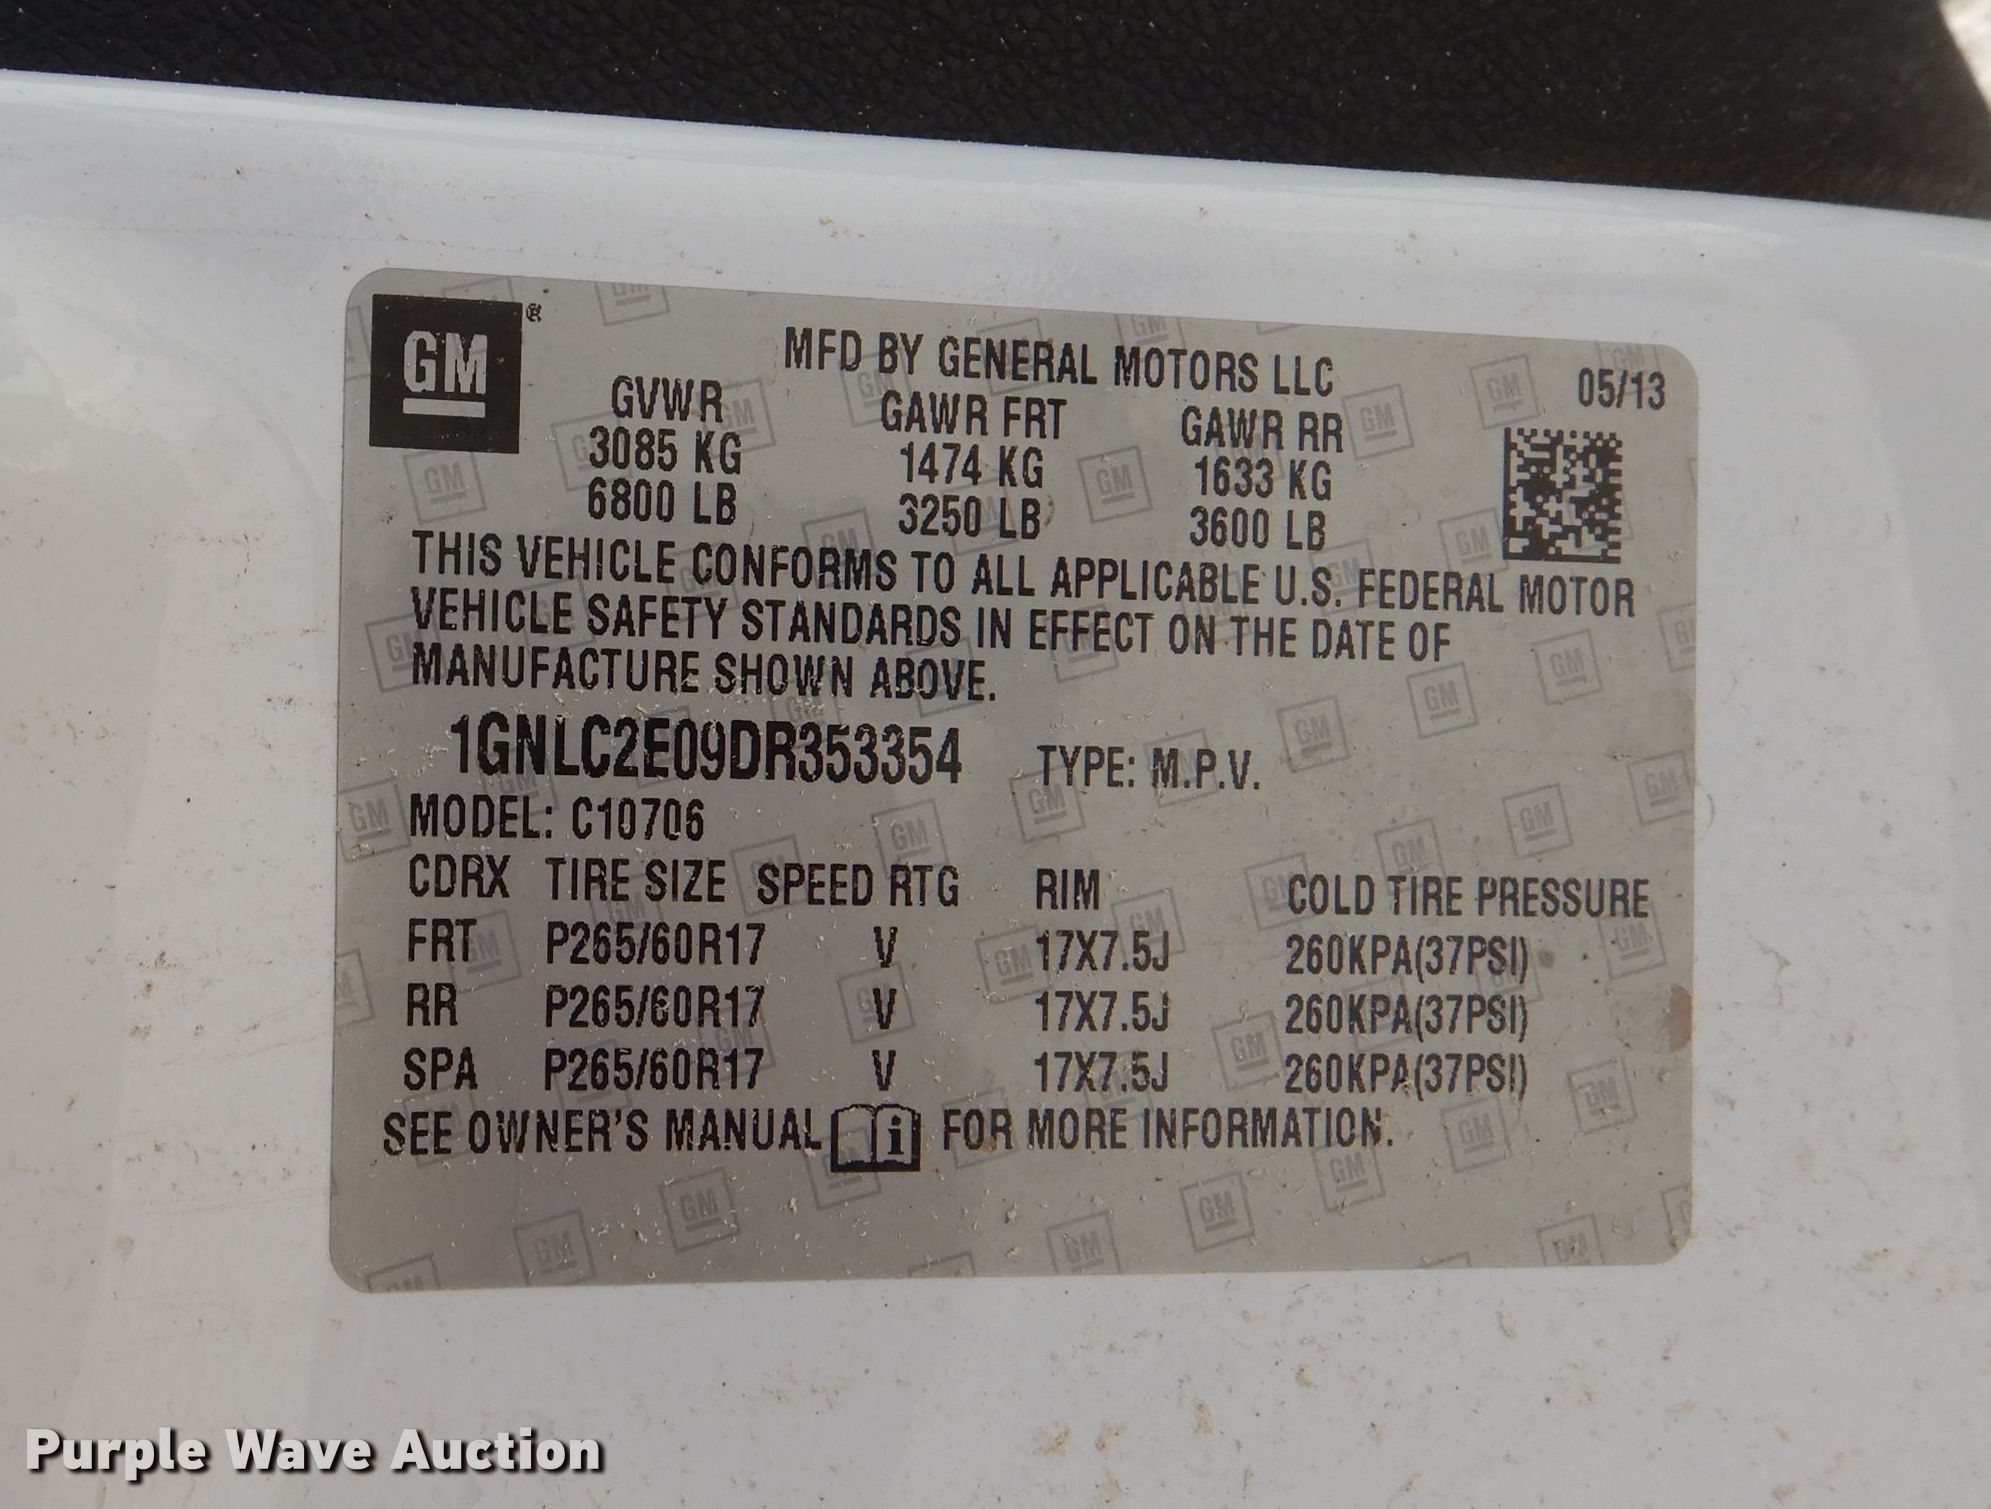 GM®
MFD BY GENERAL MOTORS LLC
05/13
GVWR GAWR FRT GAWR RR
3085 KG 1474 KG 1633 KG
6800 LB 3250 LB 3600 LB
THIS VEHICLE CONFORMS TO ALL APPLICABLE U.S. FEDERAL MOTOR
VEHICLE SAFETY STANDARDS IN EFFECT ON THE DATE OF
MANUFACTURE SHOWN ABOVE.
1GNLC2E09DR353354 TYPE: M.P.V.
MODEL: C10706
CDRX TIRE SIZE SPEED RTG RIM COLD TIRE PRESSURE
FRT P265/60R17 V 17X7.5J 260KPA(37PSI)
RR P265/60R17 V 17X7.5J 260KPA(37PSI)
SPA P265/60R17 V 17X7.5J 260KPA(37PSI)
SEE OWNER'S MANUAL i FOR MORE INFORMATION.
Purple Wave Auction